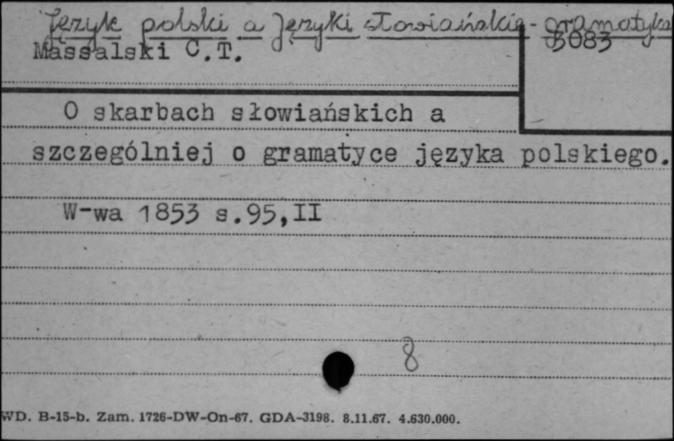 Język polski a języki słowiańskie - gramatyka
Massalski C.T.
5083
O skarbach słowiańskich a
szczególniej o gramatyce języka polskiego.
W-wa 1853 s.95,II
8
WD. B-15-b. Zam. 1726-DW-On-67. GDA-3198. 8.11.67. 4.630.000.